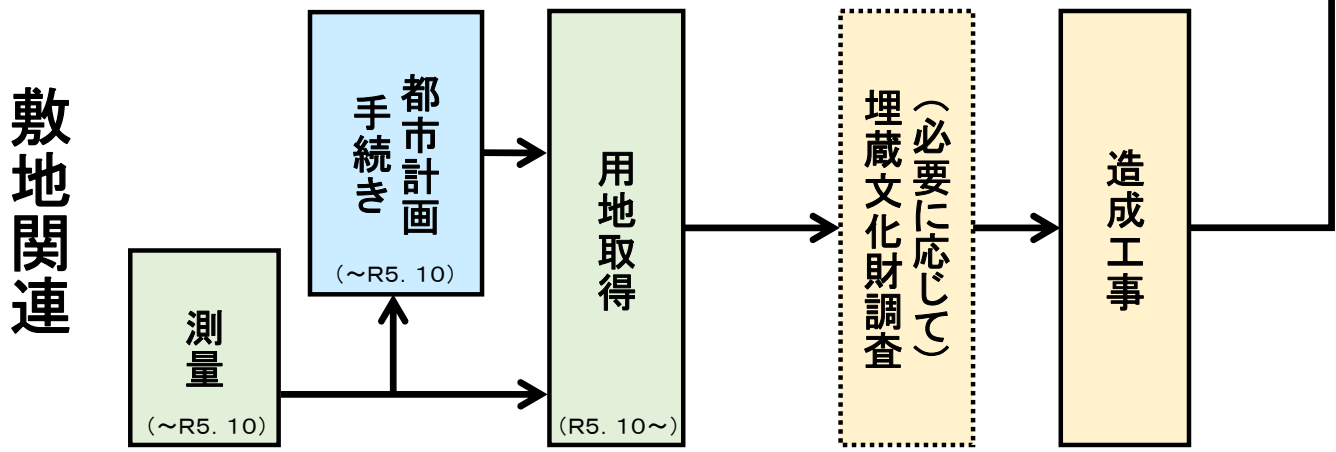 敷地関連
測量
(～R5. 10)
都市計画
手続き
(～R5. 10)
用地取得
(R5. 10～)
(必要に応じて)
埋蔵文化財調査
造成工事